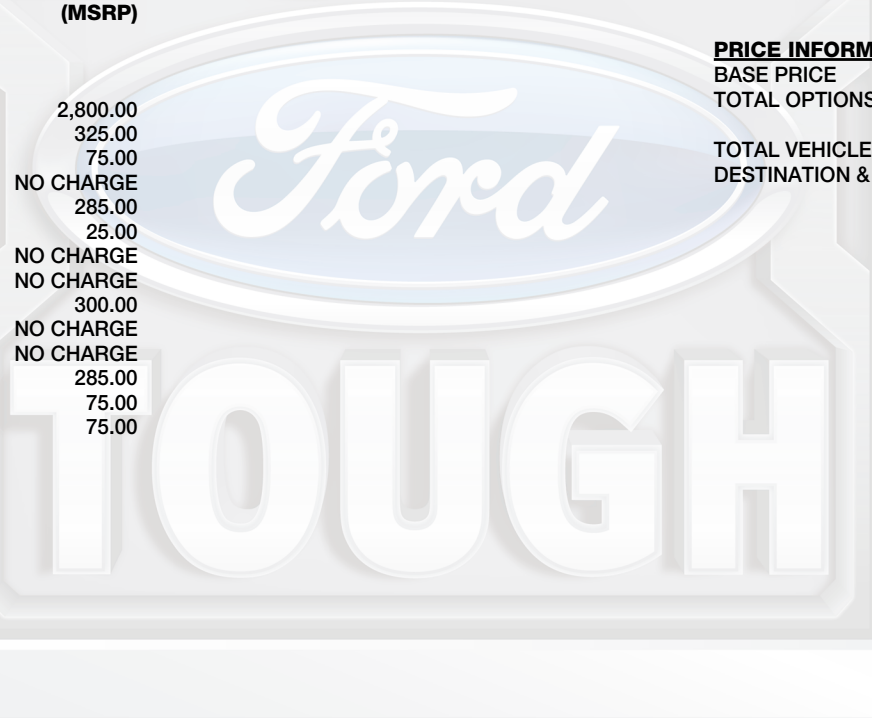 (MSRP)
2,800.00
325.00
75.00
NO CHARGE
285.00
25.00
NO CHARGE
NO CHARGE
300.00
NO CHARGE
NO CHARGE
285.00
75.00
75.00
PRICE INFORM
BASE PRICE
TOTAL OPTIONS
TOTAL VEHICLE
DESTINATION &
Ford
TOUGH